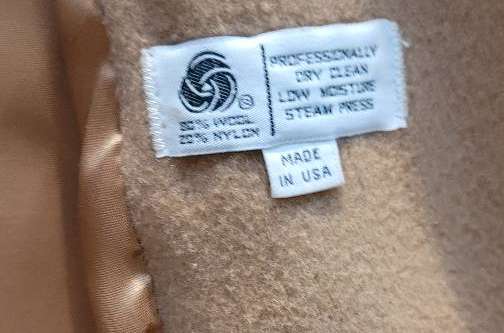 80% WOOL
20% NYLON
PROFESSIONALLY
DRY CLEAN
LOW MOISTURE
STEAM PRESS
MADE
IN USA